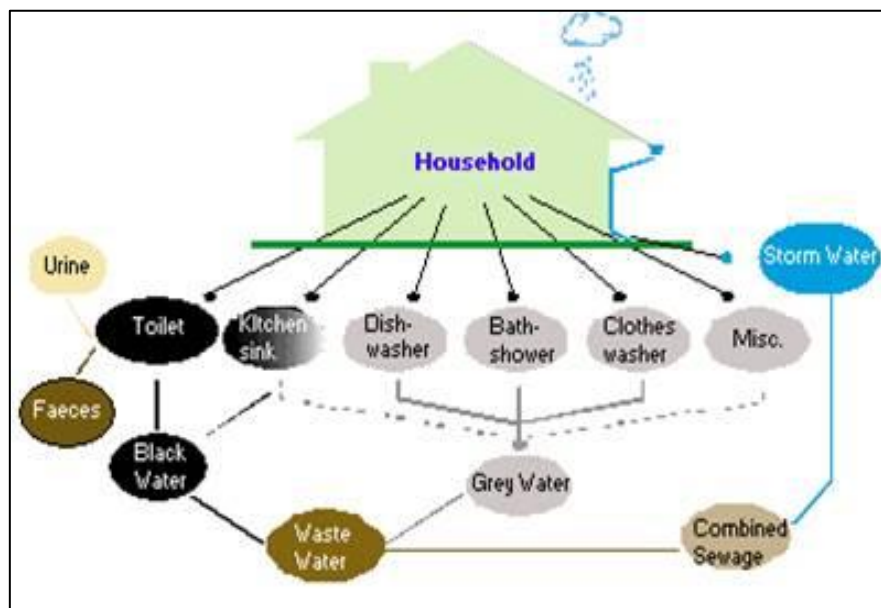 Household
Urine
Storm Water
Toilet
KItchen
sink
Dish-
washer
Bath-
shower
Clothes
washer
Misc.
Faeces
Black
Water
Grey Water
Waste
Water
Combined
Sewage